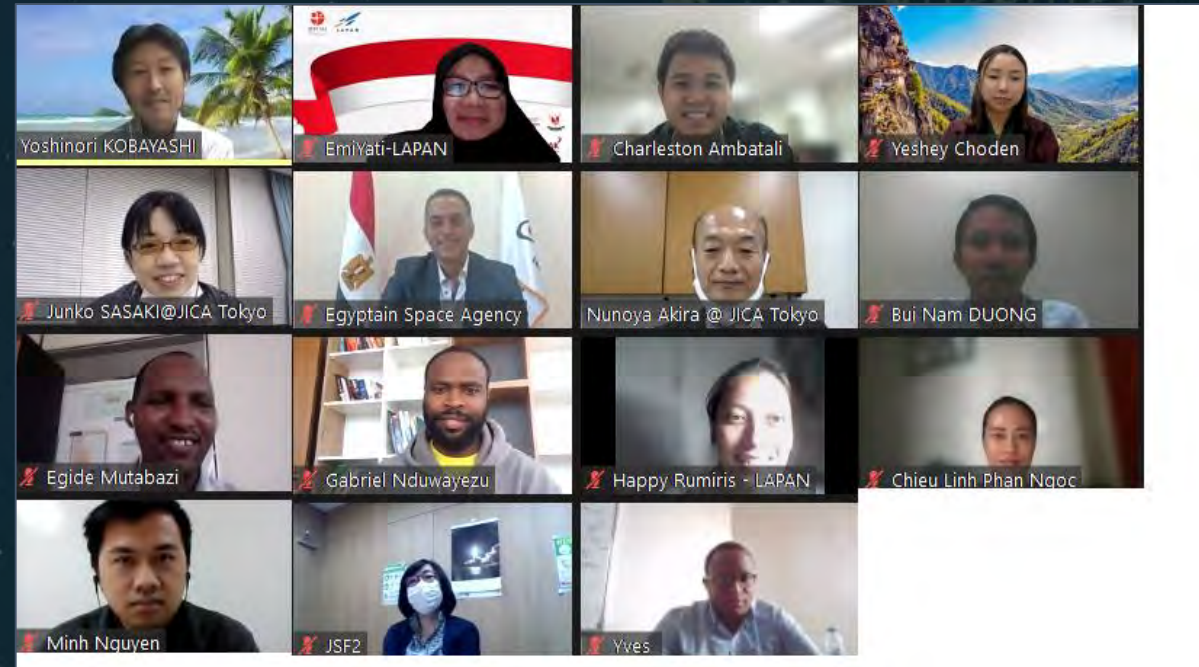 LAPAN
Yoshinori KOBAYASHI
EmiYati-LAPAN
Charleston Ambatali
Yeshey Choden
Junko SASAKI@JICA Tokyo
Egyptain Space Agency
Nunoya Akira @ JICA Tokyo
Bui Nam DUONG
Egide Mutabazi
Gabriel Nduwayezu
Happy Rumiris - LAPAN
Chieu Linh Phan Ngoc
Minh Nguyen
JSF2
Yves